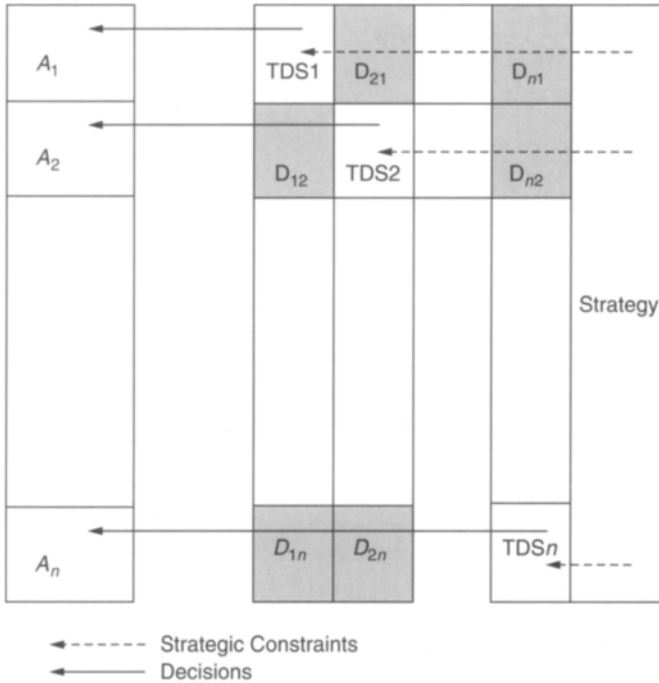 A₁ TDS1 D₂₁ Dₙ₁
A₂ D₁₂ TDS2 Dₙ₂
Strategy
Aₙ D₁ₙ D₂ₙ TDSn
Strategic Constraints
Decisions